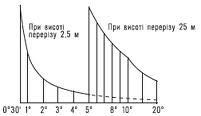 При висоті
перерізу 2,5 м
При висоті
перерізу 25 м
0°30' 1° 2° 3° 4° 5° 6° 8° 10° 20°